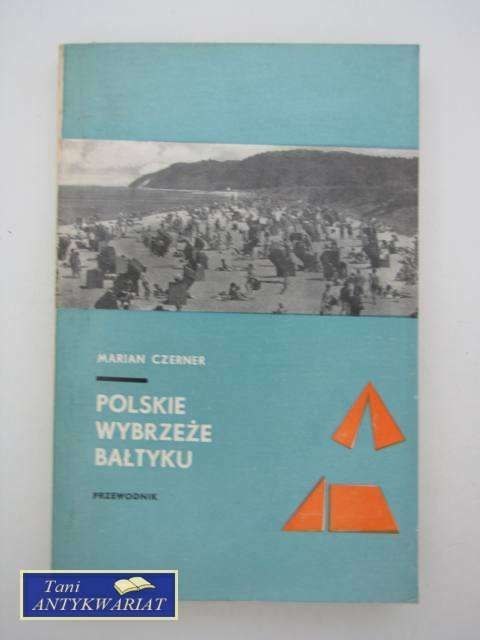 MARIAN CZERNER
POLSKIE
WYBRZEŻE
BAŁTYKU
PRZEWODNIK
Tani
ANTYKWARIAT